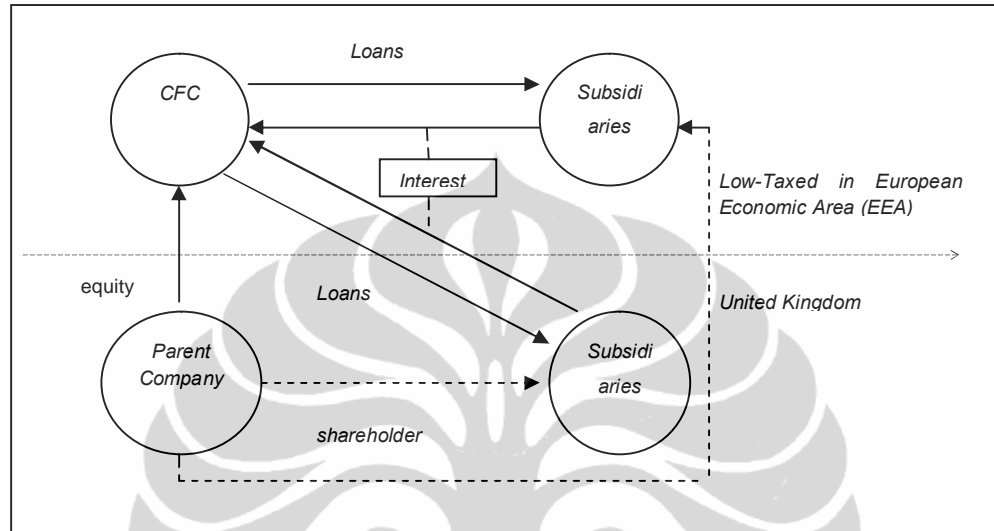 Loans
CFC
Subsidi
aries
Interest
Low-Taxed in European
Economic Area (EEA)
equity
Loans
United Kingdom
Parent
Company
Subsidi
aries
shareholder